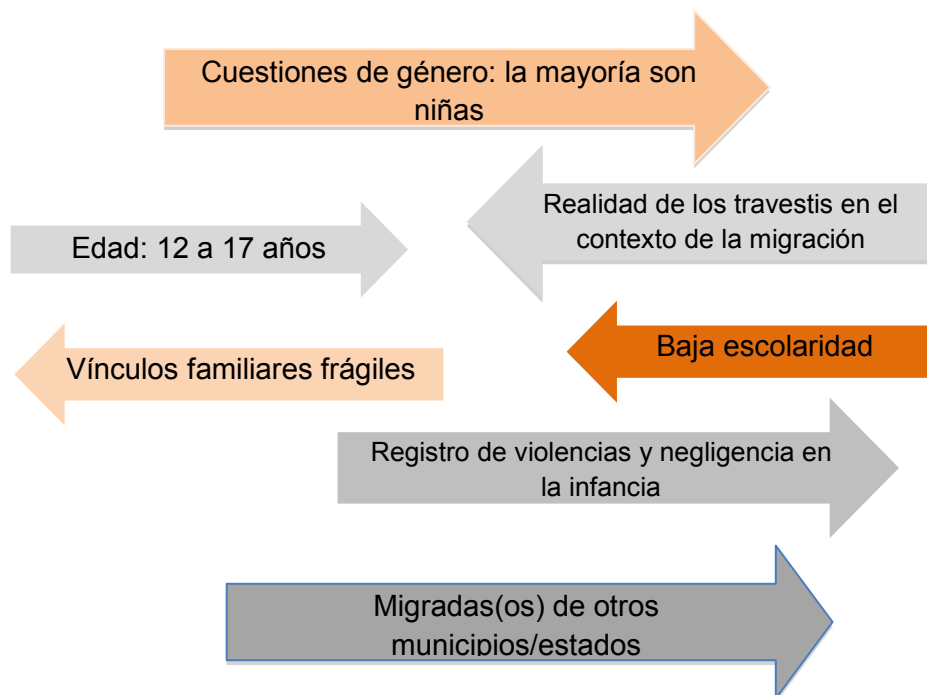 Cuestiones de género: la mayoría son
niñas
Realidad de los travestis en el
contexto de la migración
Edad: 12 a 17 años
Baja escolaridad
Vínculos familiares frágiles
Registro de violencias y negligencia en
la infancia
Migradas(os) de otros
municipios/estados